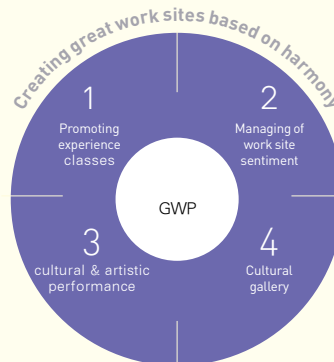 Creating great work sites based on harmony
1
Promoting
experience
classes
2
Managing of
work site
sentiment
GWP
3
cultural & artistic
performance
4
Cultural
gallery